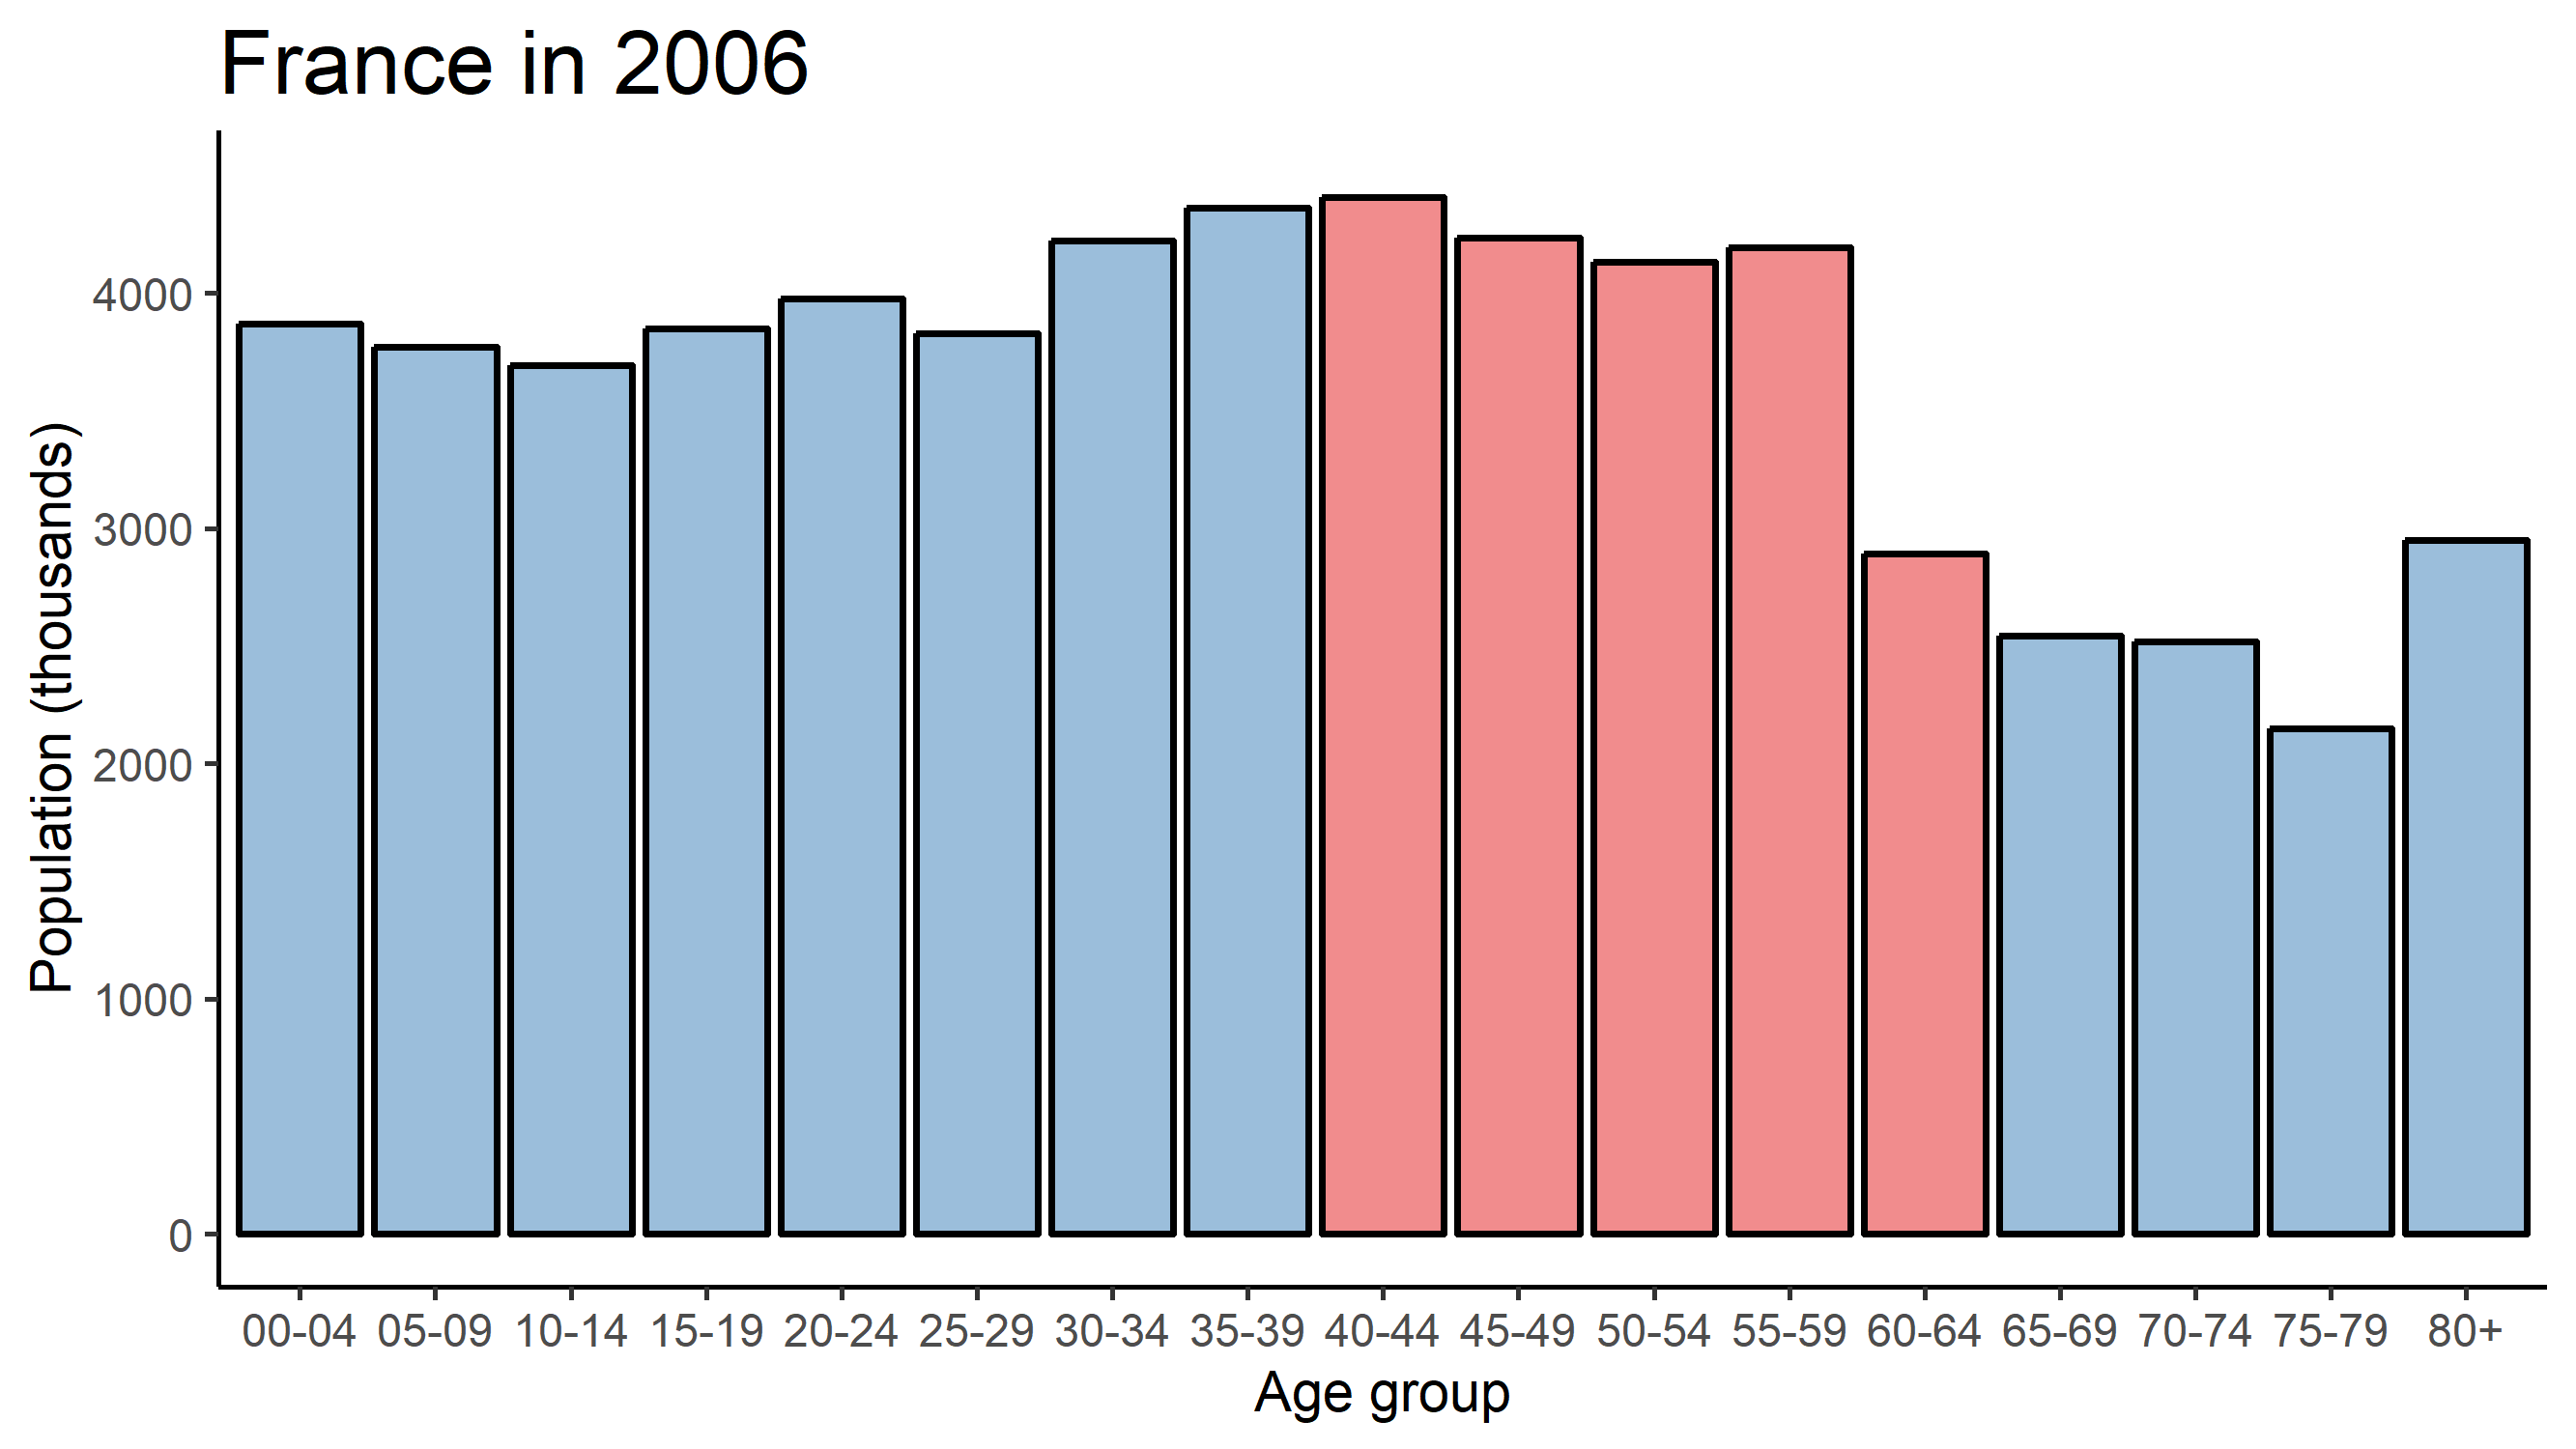 France in 2006
Population (thousands)
4000
3000
2000
1000
0
00-04 05-09 10-14 15-19 20-24 25-29 30-34 35-39 40-44 45-49 50-54 55-59 60-64 65-69 70-74 75-79 80+
Age group